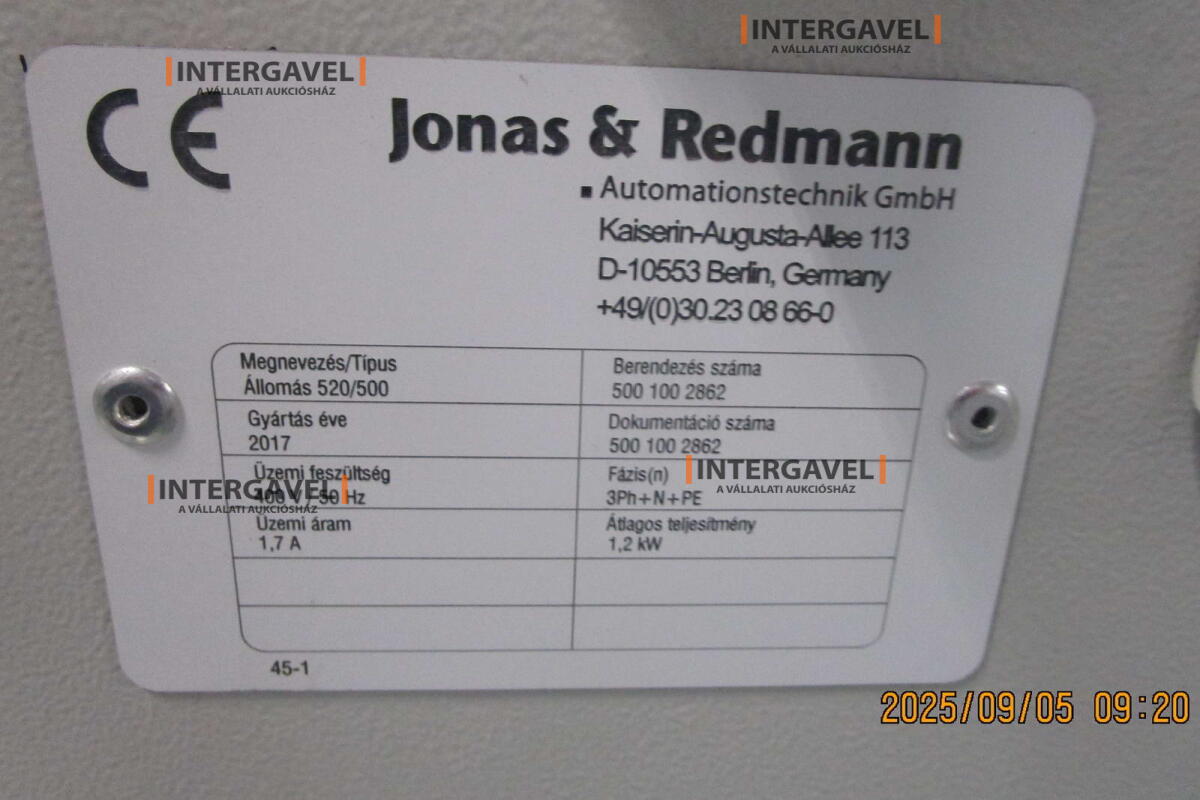 INTERGAVEL
A VÁLLALATI AUKCIÓSHÁZ
INTERGAVEL
A VÁLLALATI AUKCIÓSHÁZ
CE
Jonas & Redmann
Automationstechnik GmbH
Kaiserin-Augusta-Allee 113
D-10553 Berlin, Germany
+49/(0)30.23 08 66-0
Megnevezés/Típus
Állomás 520/500
Berendezés száma
500 100 2862
Gyártás éve
2017
Dokumentáció száma
500 100 2862
Üzemi feszültség
400 V / 50 Hz
INTERGAVEL
A VÁLLALATI AUKCIÓSHÁZ
Fázis(n)
3Ph+N+PE
INTERGAVEL
A VÁLLALATI AUKCIÓSHÁZ
Üzemi áram
1,7 A
Átlagos teljesítmény
1,2 kW
45-1
2025/09/05 09:20